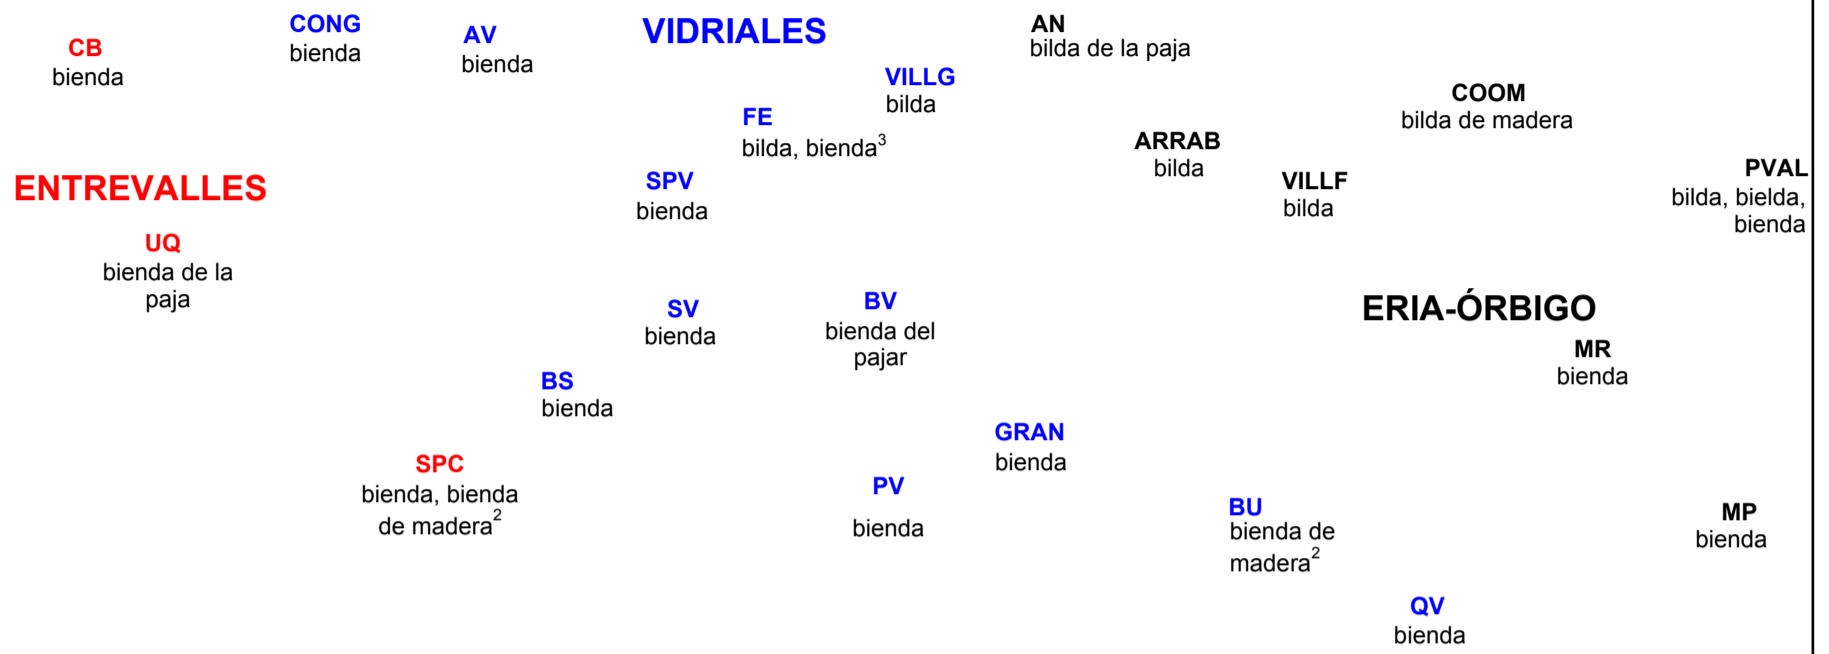 CB
bienda
CONG
bienda
AV
bienda
VIDRIALES
AN
bilda de la paja
VILLG
bilda
FE
bilda, bienda³
COOM
bilda de madera
ARRAB
bilda
PVAL
bilda, bielda,
bienda
ENTREVALLES
SPV
bienda
VILLF
bilda
UQ
bienda de la
paja
SV
bienda
BV
bienda del
pajar
ERIA-ÓRBIGO
MR
bienda
BS
bienda
GRAN
bienda
SPC
bienda, bienda
de madera²
PV
bienda
BU
bienda de
madera²
MP
bienda
QV
bienda